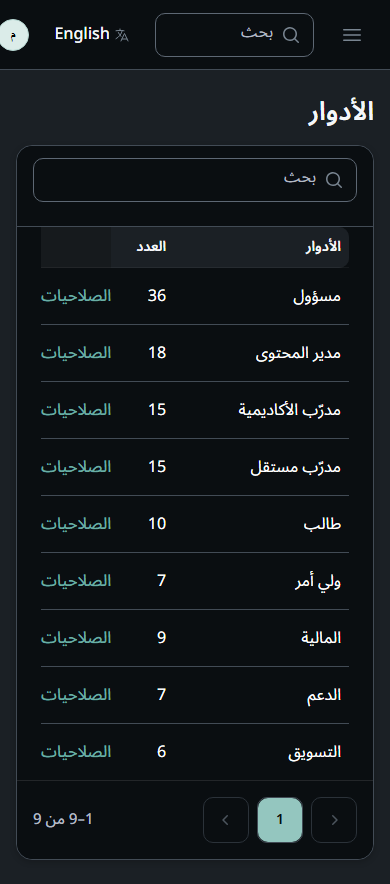 بحث English م
الأدوار
بحث
الأدوار العدد
مسؤول 36 الصلاحيات
مدير المحتوى 18 الصلاحيات
مدرّب الأكاديمية 15 الصلاحيات
مدرّب مستقل 15 الصلاحيات
طالب 10 الصلاحيات
ولي أمر 7 الصلاحيات
المالية 9 الصلاحيات
الدعم 7 الصلاحيات
التسويق 6 الصلاحيات
1 1–9 من 9